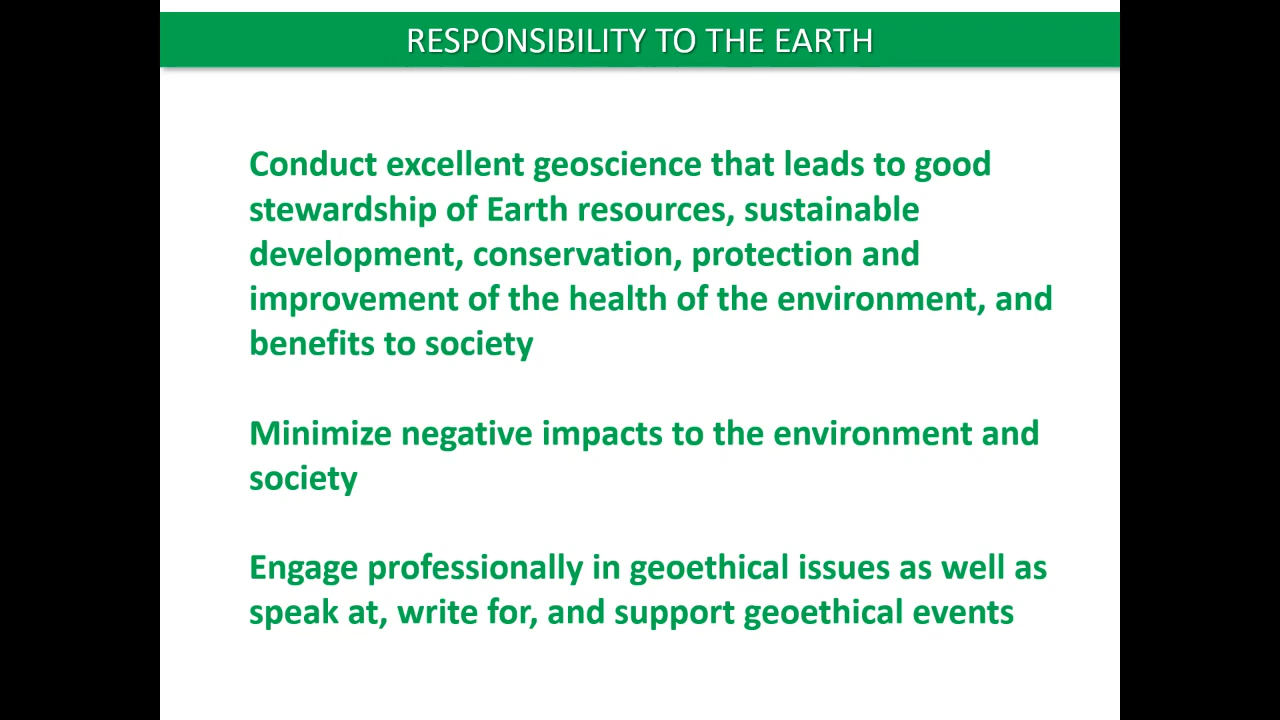 RESPONSIBILITY TO THE EARTH
Conduct excellent geoscience that leads to good
stewardship of Earth resources, sustainable
development, conservation, protection and
improvement of the health of the environment, and
benefits to society
Minimize negative impacts to the environment and
society
Engage professionally in geoethical issues as well as
speak at, write for, and support geoethical events